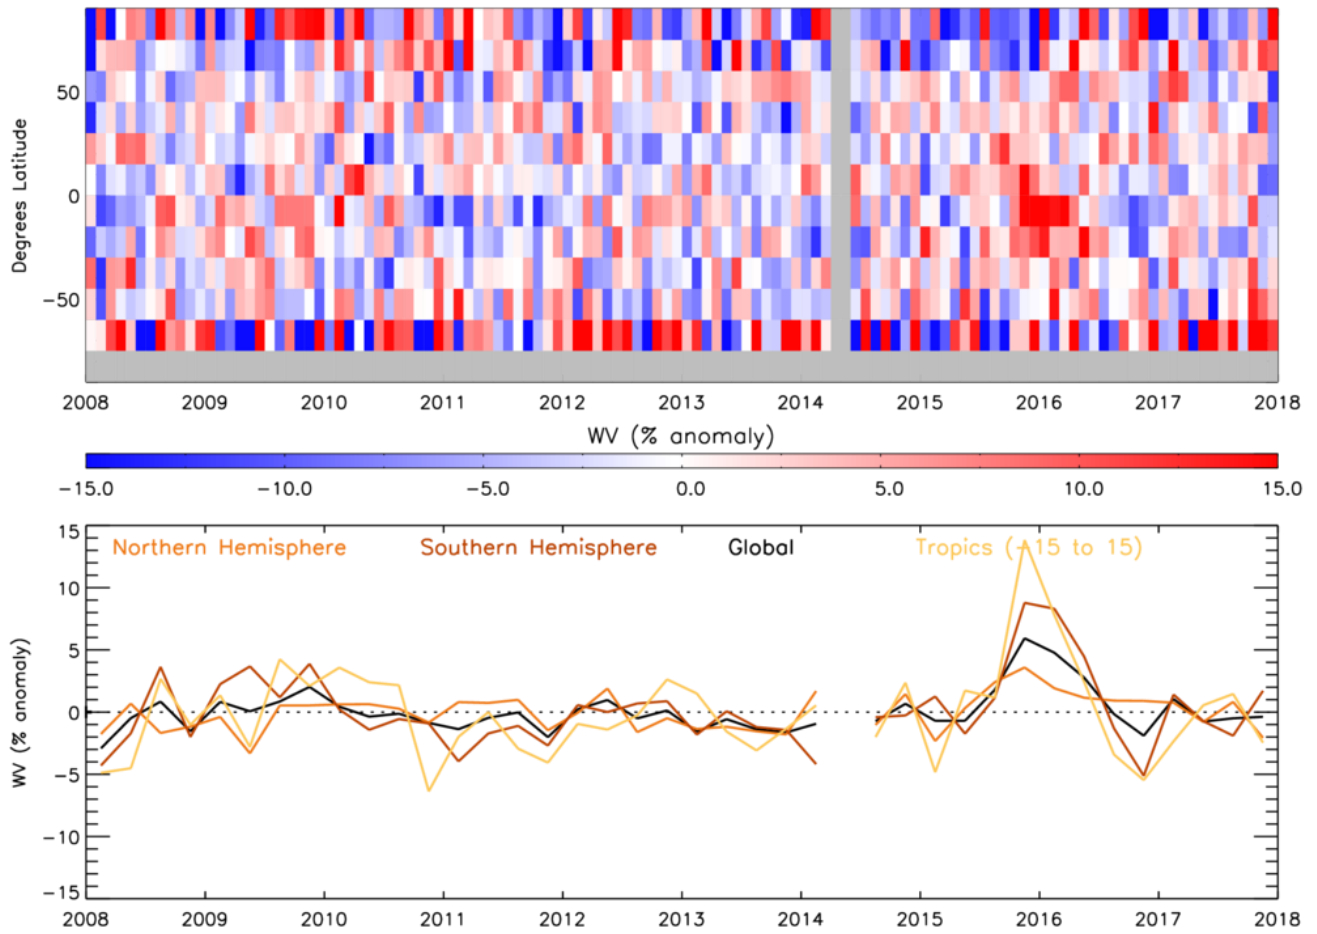 50
0
−50
Degrees Latitude
2008 2009 2010 2011 2012 2013 2014 2015 2016 2017 2018
WV (% anomaly)
−15.0 −10.0 −5.0 0.0 5.0 10.0 15.0
15
Northern Hemisphere Southern Hemisphere Global Tropics (−15 to 15)
10
5
0
−5
−10
−15
WV (% anomaly)
2008 2009 2010 2011 2012 2013 2014 2015 2016 2017 2018